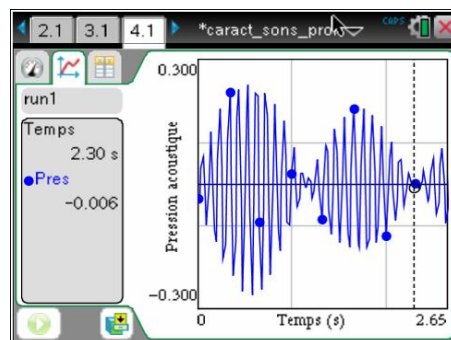 2.1 3.1 4.1 *caract_sons_pro CAPS
run1
Temps
2.30 s
Pres
-0.006
0.300
Pression acoustique
-0.300
0 Temps (s) 2.65